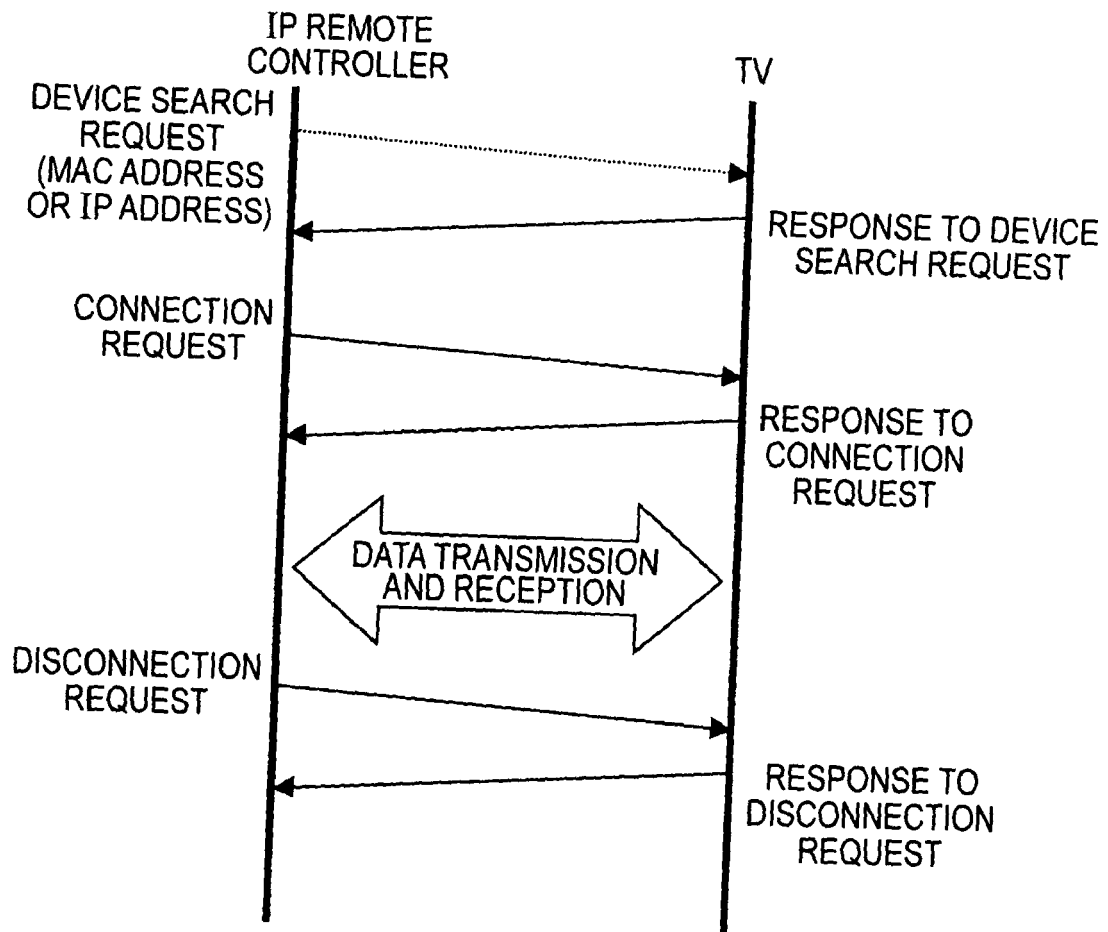 IP REMOTE
CONTROLLER
TV
DEVICE SEARCH
REQUEST
(MAC ADDRESS
OR IP ADDRESS)
RESPONSE TO DEVICE
SEARCH REQUEST
CONNECTION
REQUEST
RESPONSE TO
CONNECTION
REQUEST
DATA TRANSMISSION
AND RECEPTION
DISCONNECTION
REQUEST
RESPONSE TO
DISCONNECTION
REQUEST